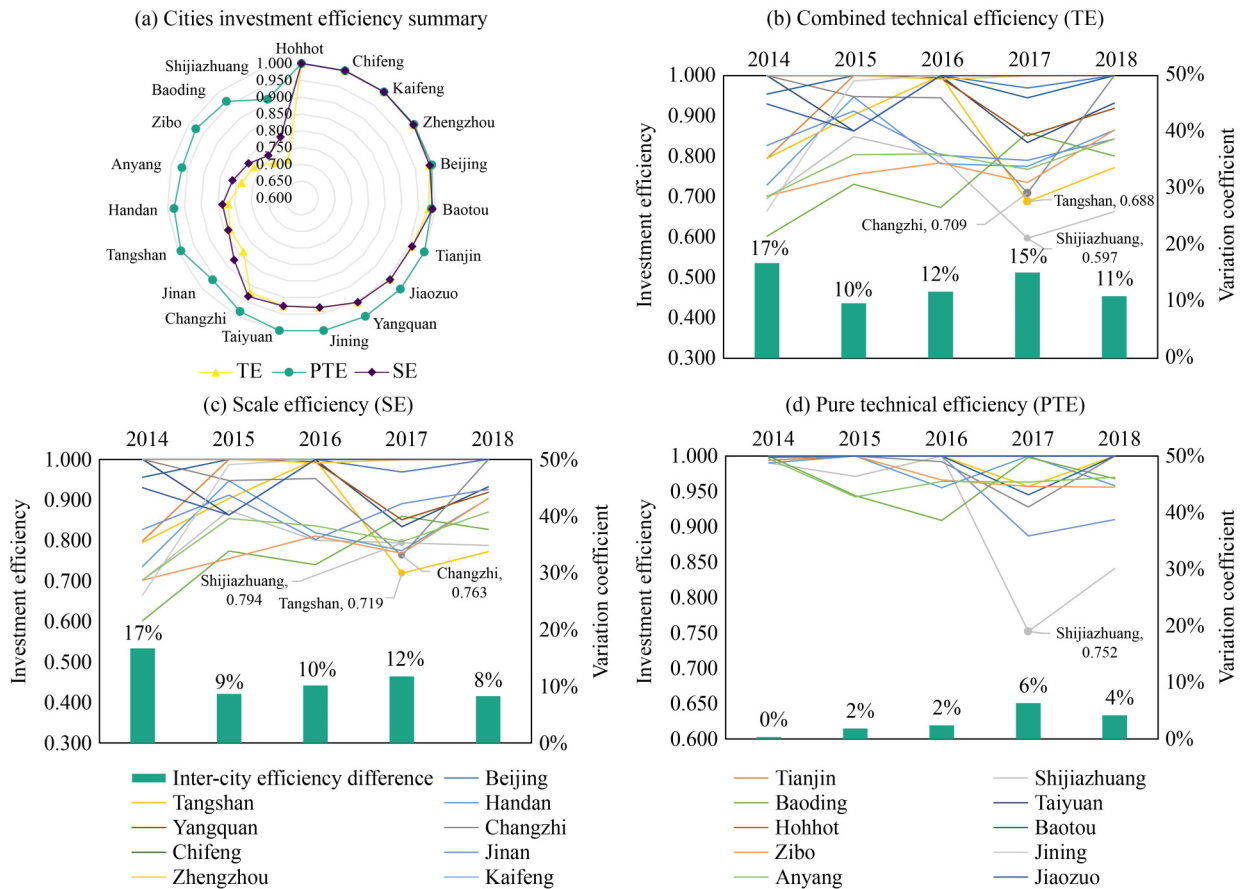 (a) Cities investment efficiency summary
Hohhot
Chifeng
Kaifeng
Zhengzhou
Beijing
Baotou
Tianjin
Jiaozuo
Yangquan
Jining
Taiyuan
Changzhi
Jinan
Tangshan
Handan
Anyang
Zibo
Baoding
Shijiazhuang
1.000
0.950
0.900
0.850
0.800
0.750
0.700
0.650
0.600
TE PTE SE
(b) Combined technical efficiency (TE)
2014 2015 2016 2017 2018
Investment efficiency
1.000
0.900
0.800
0.700
0.600
0.500
0.400
0.300
50%
40%
30%
20%
10%
0%
Variation coefficient
Tangshan, 0.688
Changzhi, 0.709
Shijiazhuang,
0.597
17% 10% 12% 15% 11%
(c) Scale efficiency (SE)
2014 2015 2016 2017 2018
Investment efficiency
1.000
0.900
0.800
0.700
0.600
0.500
0.400
0.300
50%
40%
30%
20%
10%
0%
Variation coefficient
Shijiazhuang,
0.794
Tangshan, 0.719
Changzhi,
0.763
17% 9% 10% 12% 8%
(d) Pure technical efficiency (PTE)
2014 2015 2016 2017 2018
Investment efficiency
1.000
0.950
0.900
0.850
0.800
0.750
0.700
0.650
0.600
50%
40%
30%
20%
10%
0%
Variation coefficient
Shijiazhuang,
0.752
0% 2% 2% 6% 4%
Inter-city efficiency difference Beijing Tianjin Shijiazhuang
Tangshan Handan Baoding Taiyuan
Yangquan Changzhi Hohhot Baotou
Chifeng Jinan Zibo Jining
Zhengzhou Kaifeng Anyang Jiaozuo